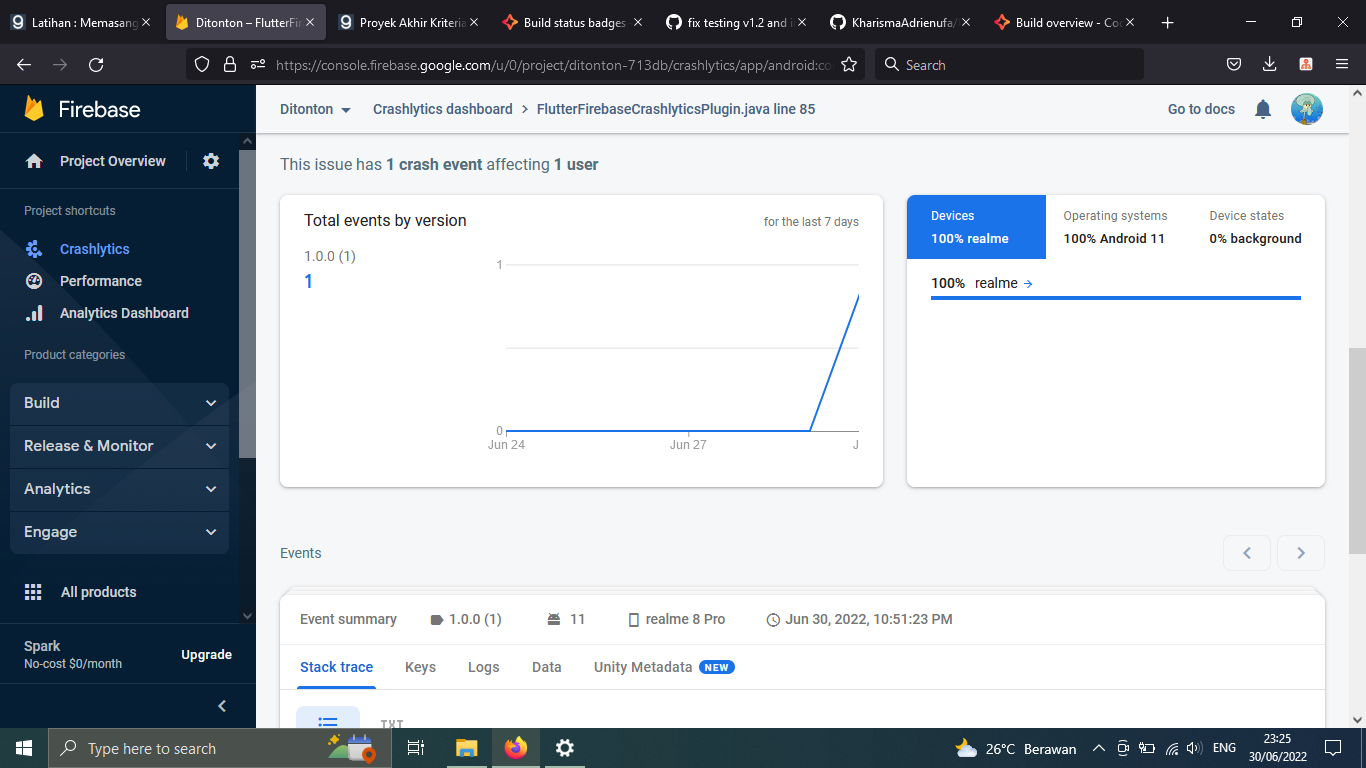 Latihan : Memasang
Ditonton – FlutterFir
Proyek Akhir Kriteria
Build status badges
fix testing v1.2 and i
KharismaAdrienufa/
Build overview - Co
https://console.firebase.google.com/u/0/project/ditonton-713db/crashlytics/app/android:co
Search
Firebase
Project Overview
Project shortcuts
Crashlytics
Performance
Analytics Dashboard
Product categories
Build
Release & Monitor
Analytics
Engage
All products
Spark
No-cost $0/month
Upgrade
Ditonton
Crashlytics dashboard
FlutterFirebaseCrashlyticsPlugin.java line 85
Go to docs
This issue has 1 crash event affecting 1 user
Total events by version
for the last 7 days
1.0.0 (1)
1
1
0
Jun 24
Jun 27
J
Devices
100% realme
Operating systems
100% Android 11
Device states
0% background
100% realme
Events
Event summary
1.0.0 (1)
11
realme 8 Pro
Jun 30, 2022, 10:51:23 PM
Stack trace
Keys
Logs
Data
Unity Metadata NEW
TXT
Type here to search
26°C Berawan
ENG
23:25
30/06/2022